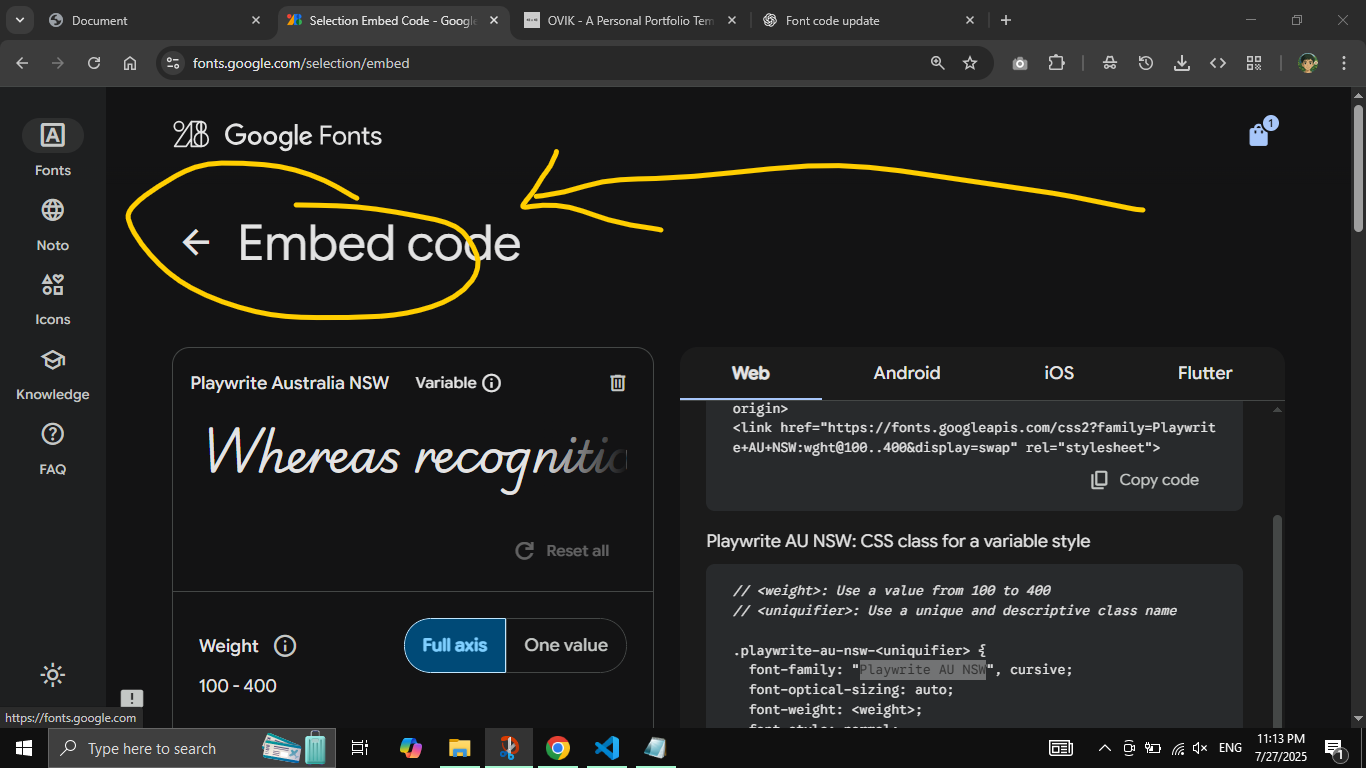 Document
Selection Embed Code - Google
OVIK - A Personal Portfolio Tem
Font code update
fonts.google.com/selection/embed
Fonts
Noto
Icons
Knowledge
FAQ
Google Fonts
1
Embed code
Playwrite Australia NSW
Variable
Whereas recognitio
Reset all
Weight
Full axis
One value
100 - 400
Web
Android
iOS
Flutter
origin>
<link href="https://fonts.googleapis.com/css2?family=Playwrit
e+AU+NSW:wght@100..400&display=swap" rel="stylesheet">
Copy code
Playwrite AU NSW: CSS class for a variable style
// <weight>: Use a value from 100 to 400
// <uniquifier>: Use a unique and descriptive class name
.playwrite-au-nsw-<uniquifier> {
font-family: "Playwrite AU NSW", cursive;
font-optical-sizing: auto;
font-weight: <weight>;
font-style: normal;
https://fonts.google.com
Type here to search
ENG
11:13 PM
7/27/2025
1